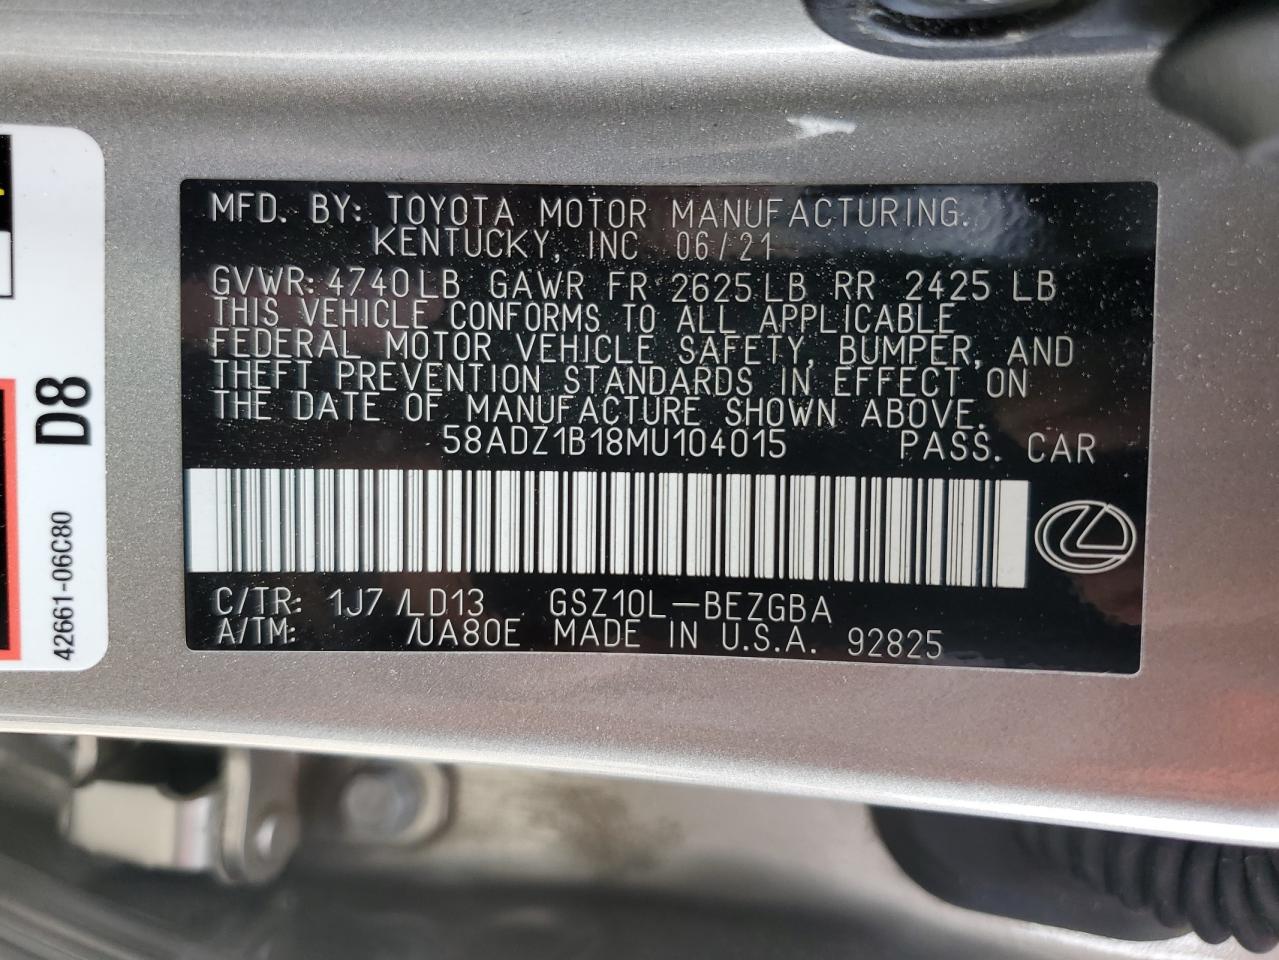 MFD. BY: TOYOTA MOTOR MANUFACTURING.
KENTUCKY, INC 06/21
GVWR: 4740LB GAWR FR 2625LB RR 2425 LB
THIS VEHICLE CONFORMS TO ALL APPLICABLE
FEDERAL MOTOR VEHICLE SAFETY, BUMPER, AND
THEFT PREVENTION STANDARDS IN EFFECT ON
THE DATE OF MANUFACTURE SHOWN ABOVE.
58ADZ1B18MU104015 PASS. CAR
C/TR: 1J7 /LD13 GSZ10L-BEZGBA
A/TM: /UA80E MADE IN U.S.A. 92825
D8
42661-06C80